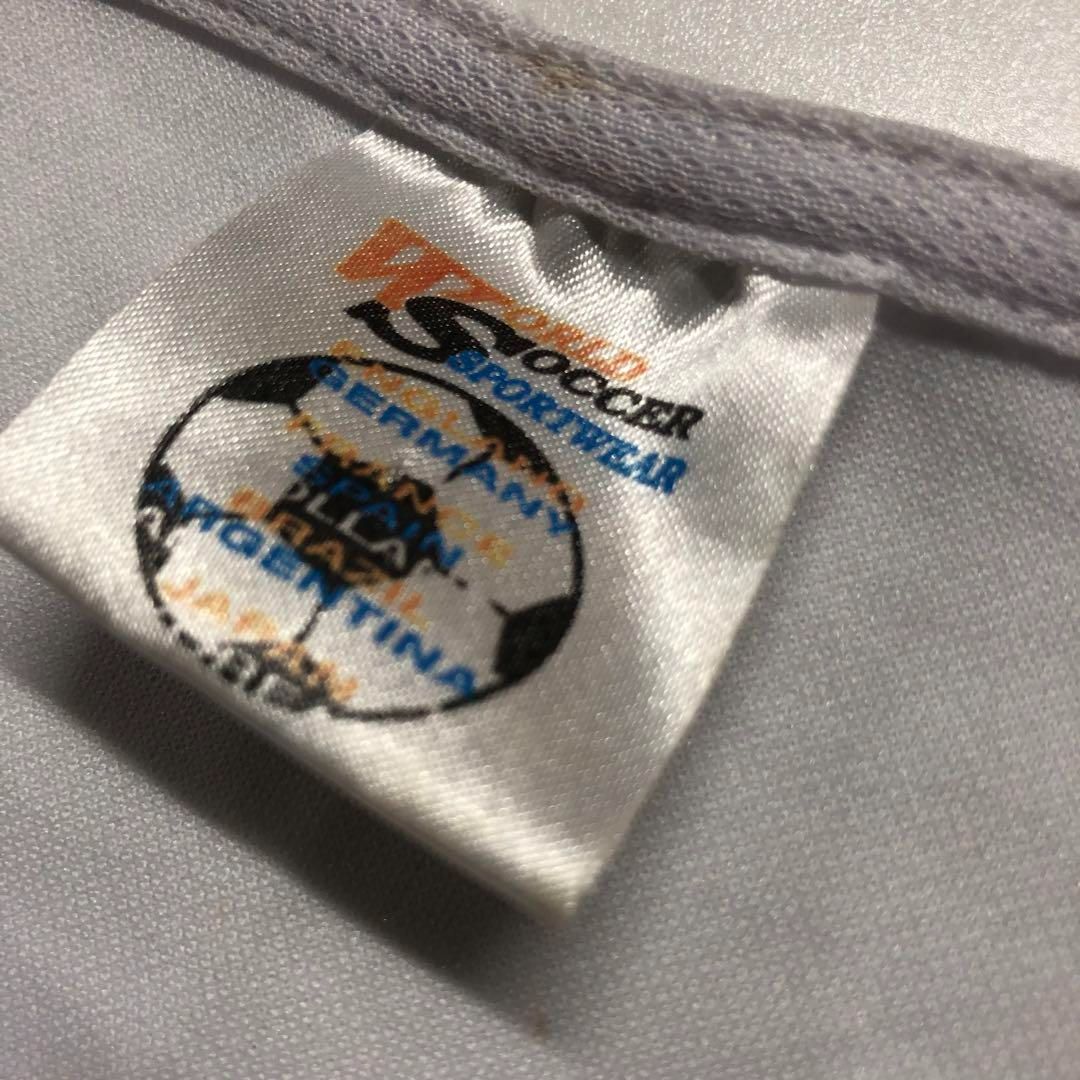 WORLD
SOCCER
SPORTWEAR
ENGLAND
GERMANY
FRANCE
SPAIN
BRAZIL
ARGENTINA
JAPAN